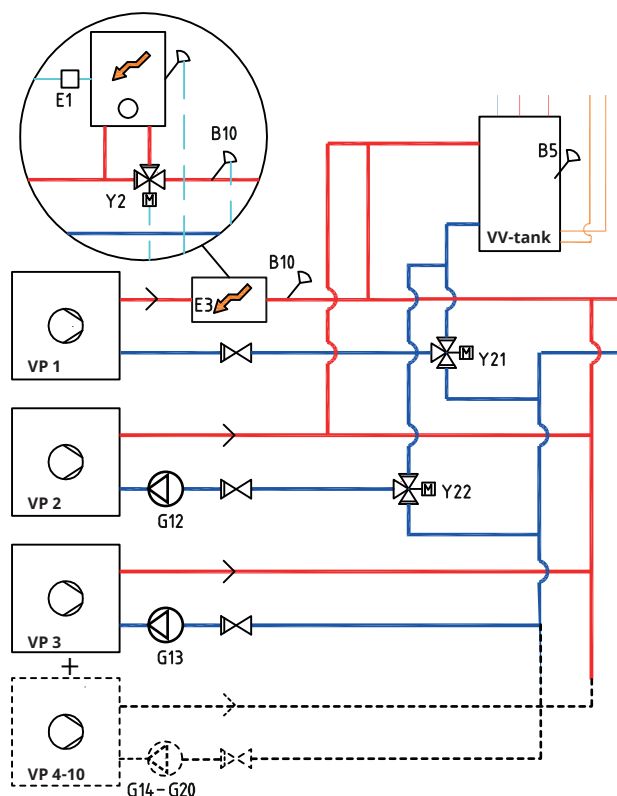 E1
B10
Y2
M
B5
VV-tank
B10
E3
VP 1
M
Y21
VP 2
G12
M
Y22
VP 3
G13
+
VP 4-10
G14-G20